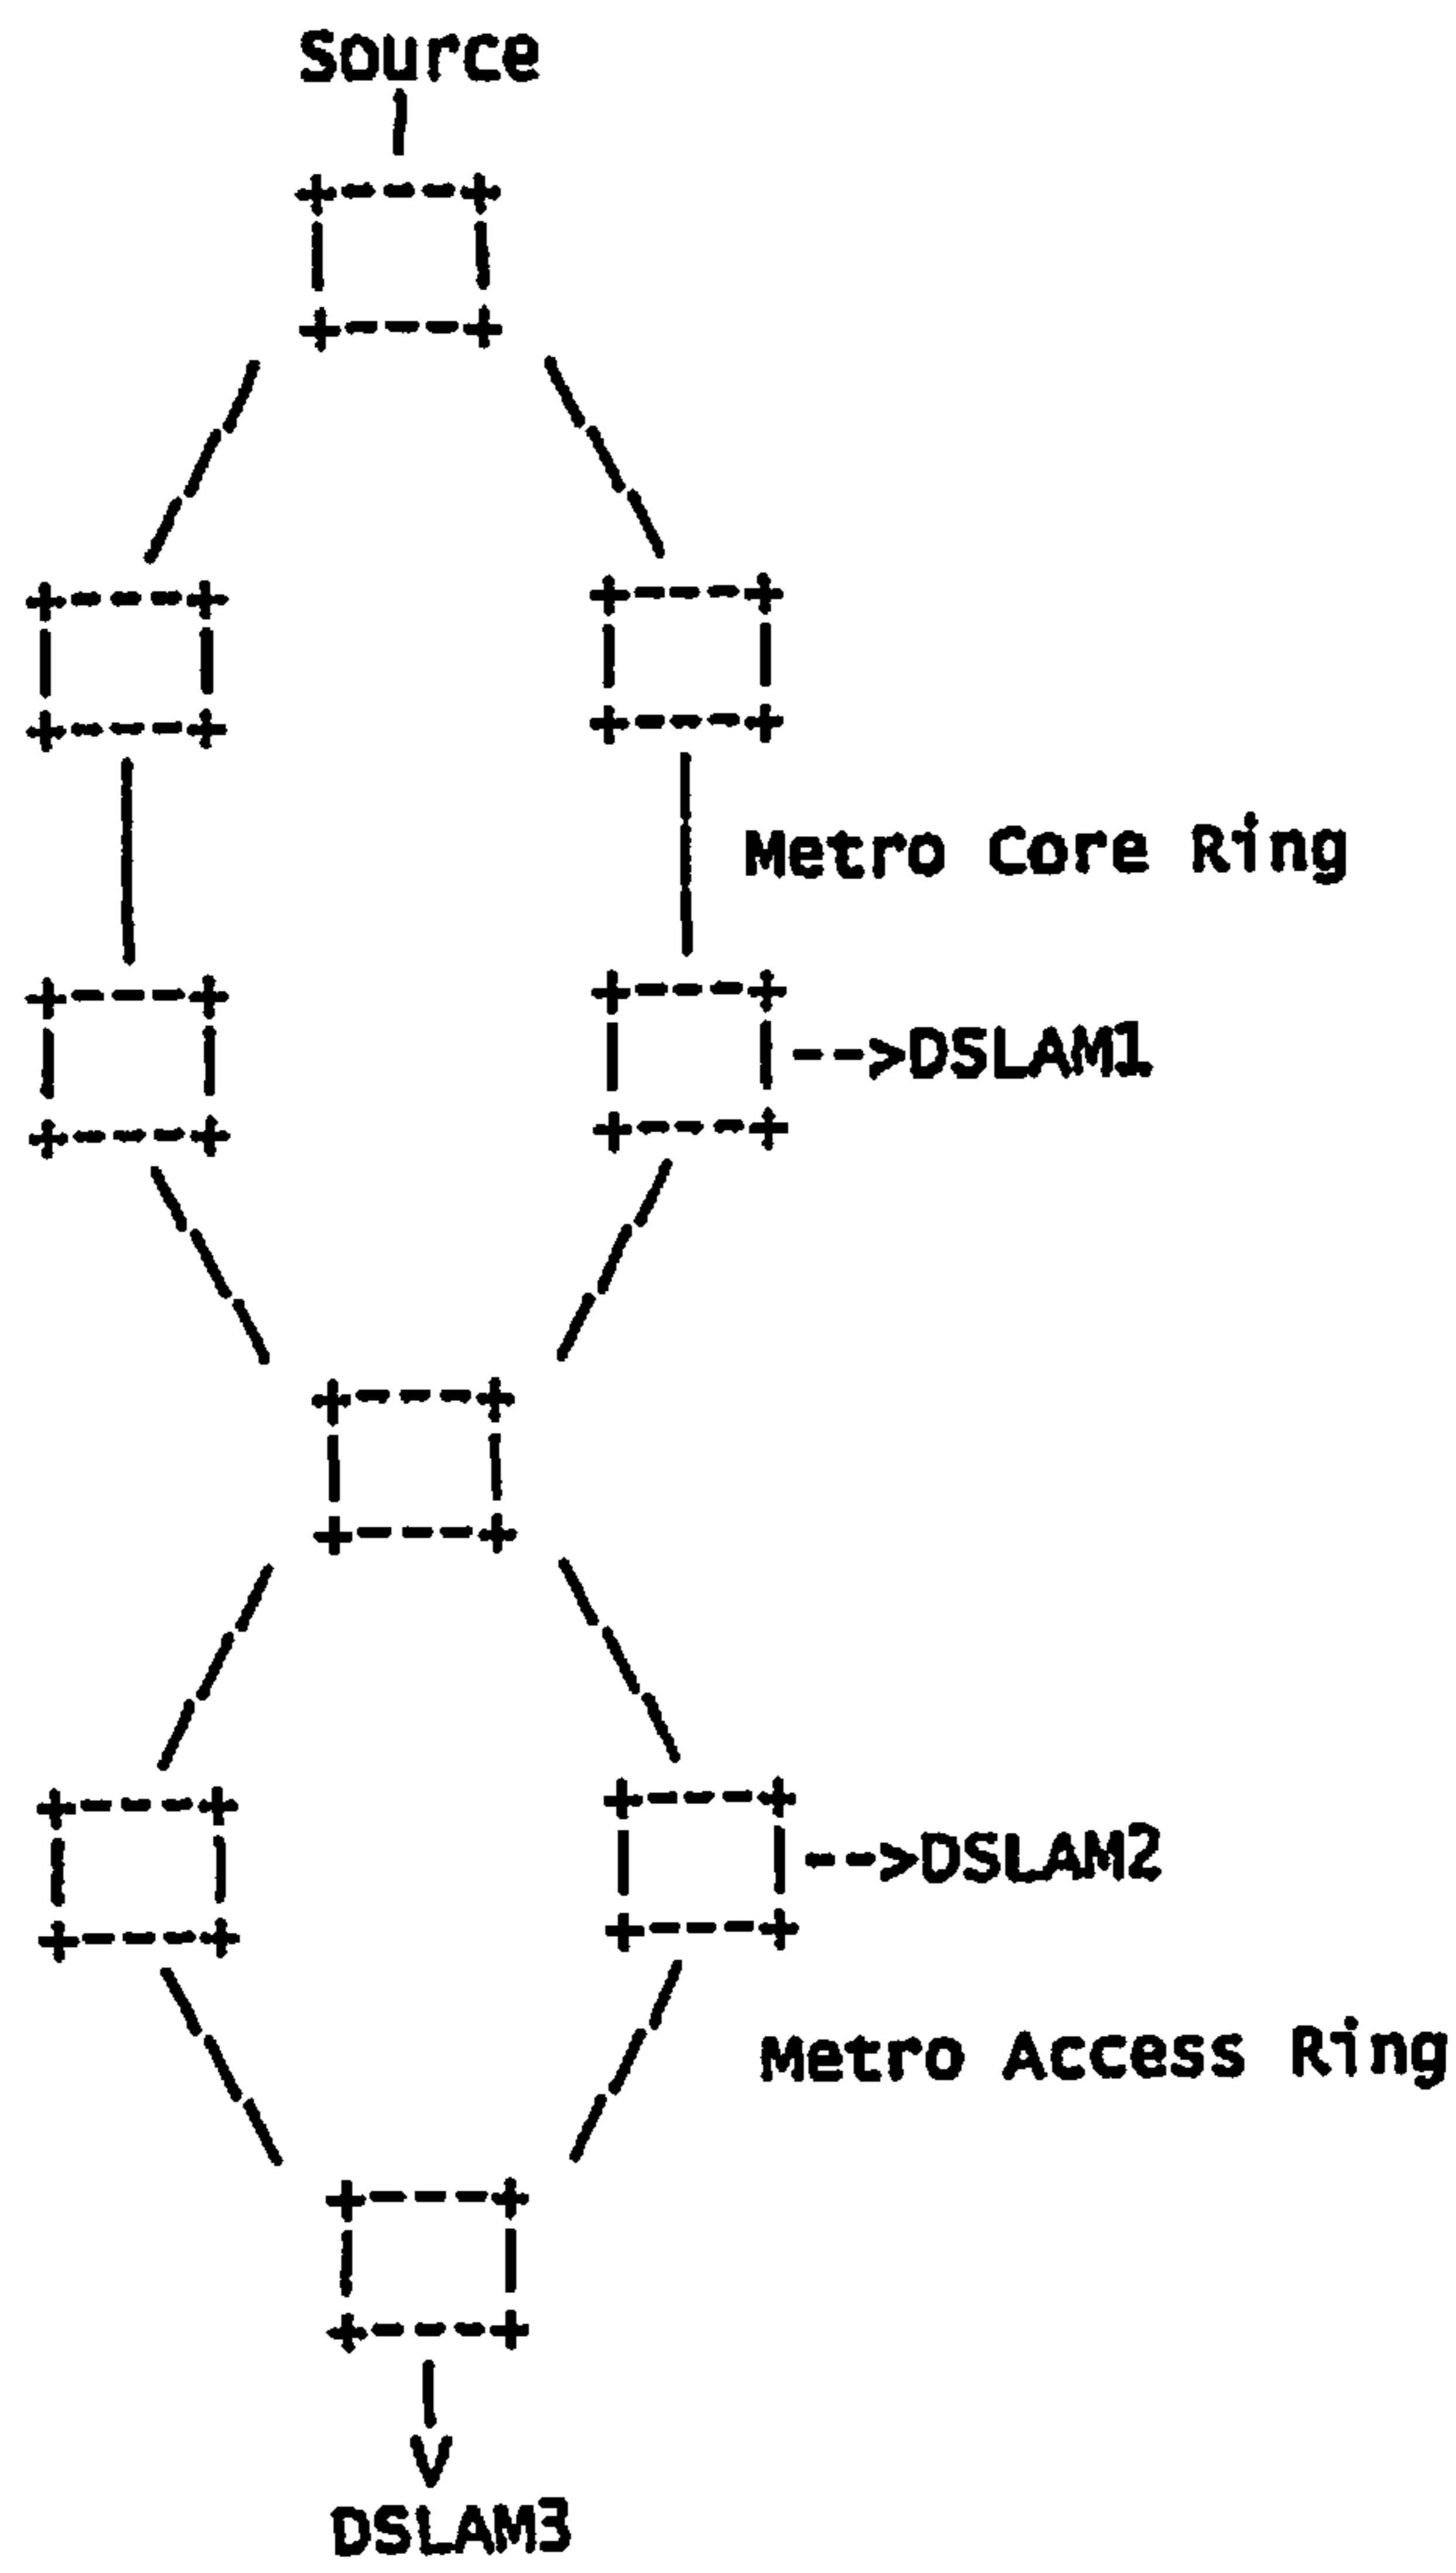 Source
Metro Core Ring
-->DSLAM1
-->DSLAM2
Metro Access Ring
DSLAM3